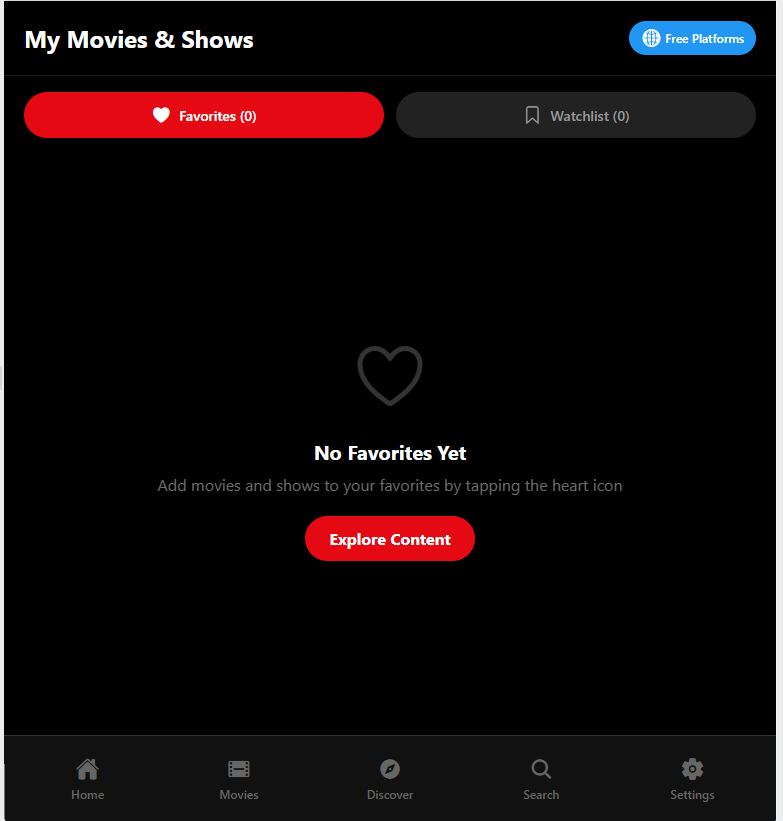 My Movies & Shows
Free Platforms
Favorites (0)
Watchlist (0)
No Favorites Yet
Add movies and shows to your favorites by tapping the heart icon
Explore Content
Home
Movies
Discover
Search
Settings